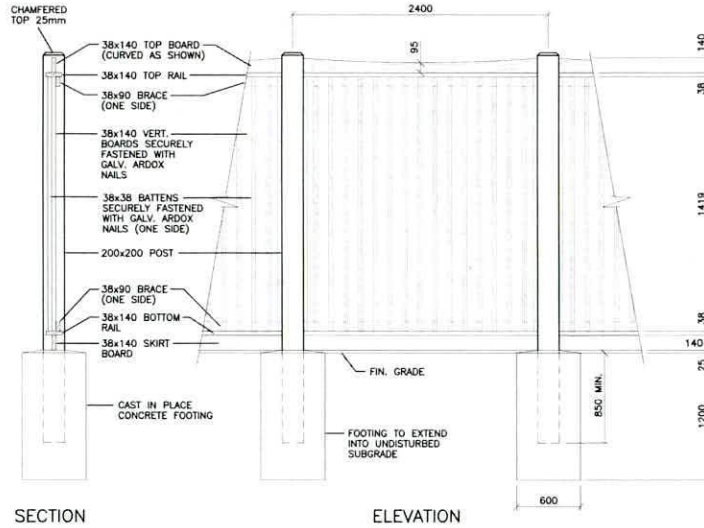 CHAMFERED
TOP 25mm
2400
38x140 TOP BOARD
(CURVED AS SHOWN)
95
140
38x140 TOP RAIL
38
38x90 BRACE
(ONE SIDE)
38x140 VERT.
BOARDS SECURELY
FASTENED WITH
GALV. ARDOX
NAILS
38x38 BATTENS
SECURELY FASTENED
WITH GALV. ARDOX
NAILS (ONE SIDE)
1419
200x200 POST
38x90 BRACE
(ONE SIDE)
38x140 BOTTOM
RAIL
38
38x140 SKIRT
BOARD
140
25
FIN. GRADE
850 MIN.
CAST IN PLACE
CONCRETE FOOTING
1200
FOOTING TO EXTEND
INTO UNDISTURBED
SUBGRADE
600
SECTION
ELEVATION